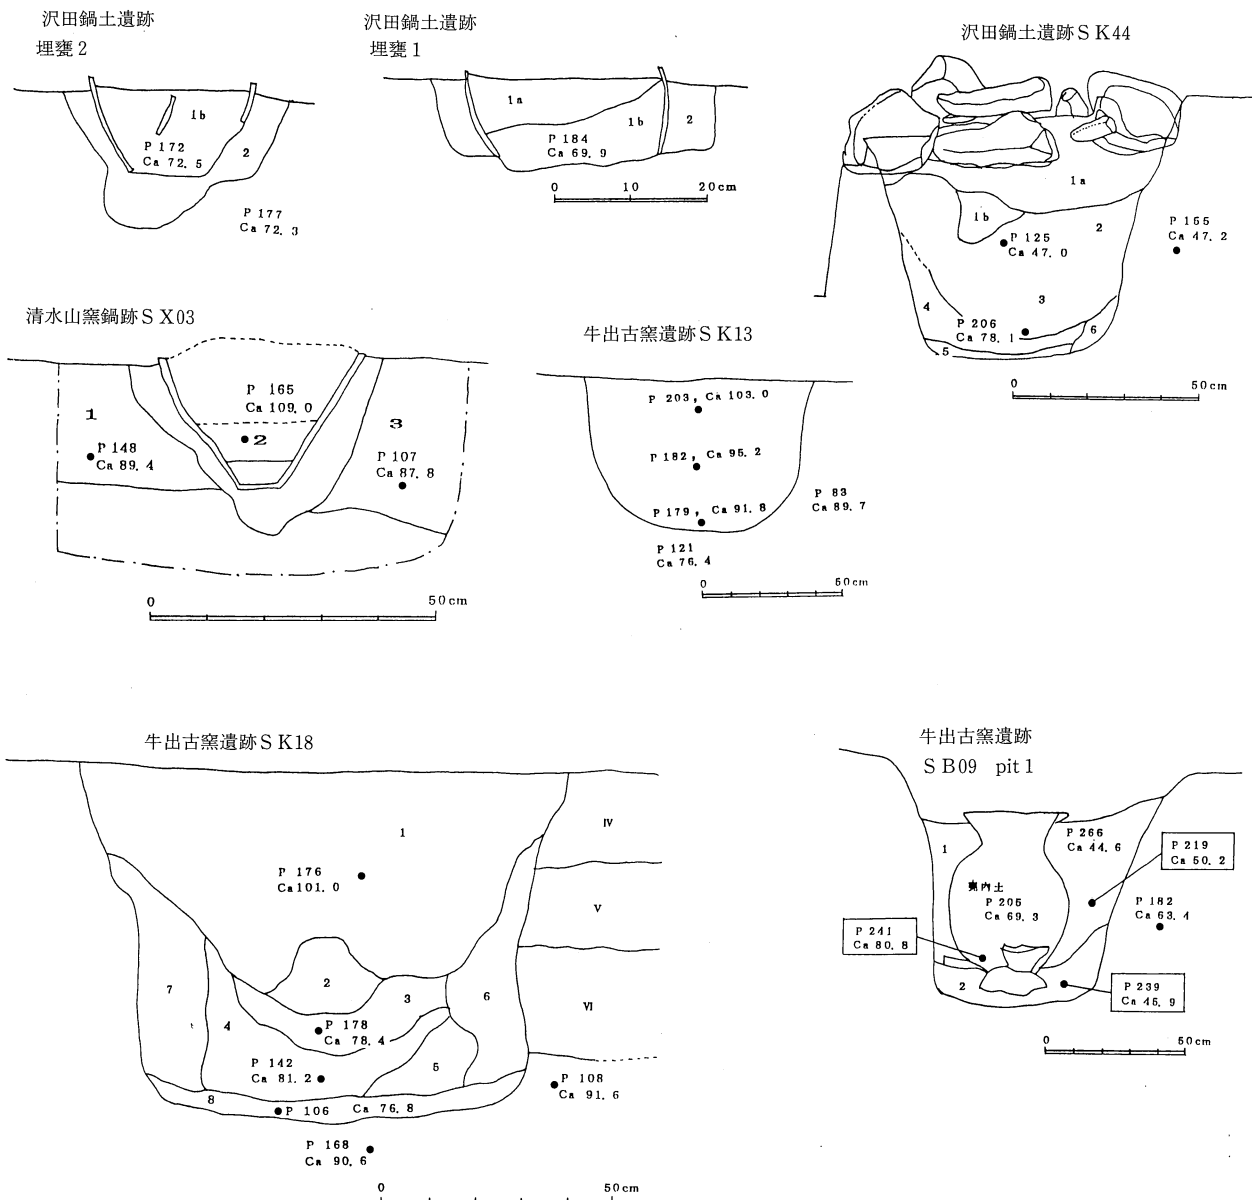 沢田鍋土遺跡
埋甕2
1b
P 172
Ca 72. 5
2
P 177
Ca 72. 3
沢田鍋土遺跡
埋甕1
1a
1b
2
P 184
Ca 69. 9
0 10 20cm
沢田鍋土遺跡SK44
1a
1b
2
P 125
Ca 47. 0
P 155
Ca 47. 2
3
4
P 206
Ca 78. 1
6
5
0 50cm
清水山窯鍋跡SX03
P 165
Ca 109. 0
1
3
2
P 148
Ca 89. 4
P 107
Ca 87. 8
0 50cm
牛出古窯遺跡SK13
P 203, Ca 103. 0
P 182, Ca 95. 2
P 179, Ca 91. 8
P 83
Ca 89. 7
P 121
Ca 76. 4
0 50cm
牛出古窯遺跡SK18
1
IV
P 176
Ca101. 0
V
2
7
3
6
4
VI
P 178
Ca 78. 4
P 142
Ca 81. 2
5
8
P 106 Ca 76. 8
P 108
Ca 91. 6
P 168
Ca 90. 6
0 50cm
牛出古窯遺跡
SB09 pit1
1
P 266
Ca 44. 6
P 219
Ca 50. 2
甕内土
P 205
Ca 69. 3
P 182
Ca 63. 4
P 241
Ca 80. 8
2
P 239
Ca 45. 9
0 50cm